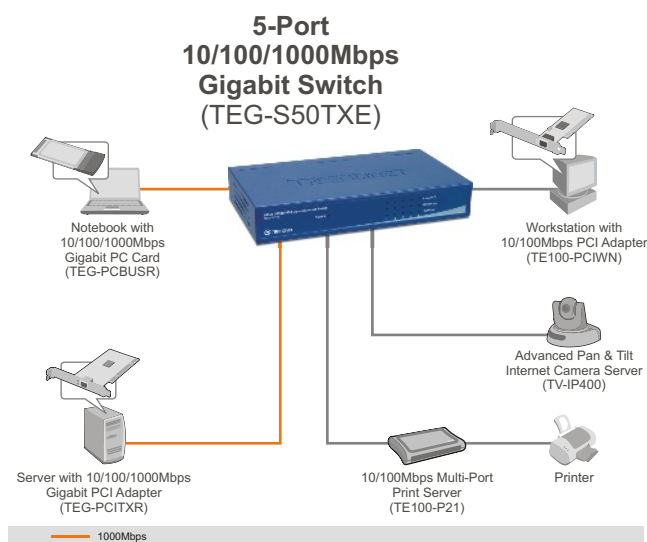 5-Port
10/100/1000Mbps
Gigabit Switch
(TEG-S50TXE)
Notebook with
10/100/1000Mbps
Gigabit PC Card
(TEG-PCBUSR)
Workstation with
10/100Mbps PCI Adapter
(TE100-PCIWN)
Advanced Pan & Tilt
Internet Camera Server
(TV-IP400)
Server with 10/100/1000Mbps
Gigabit PCI Adapter
(TEG-PCITXR)
10/100Mbps Multi-Port
Print Server
(TE100-P21)
Printer
1000Mbps